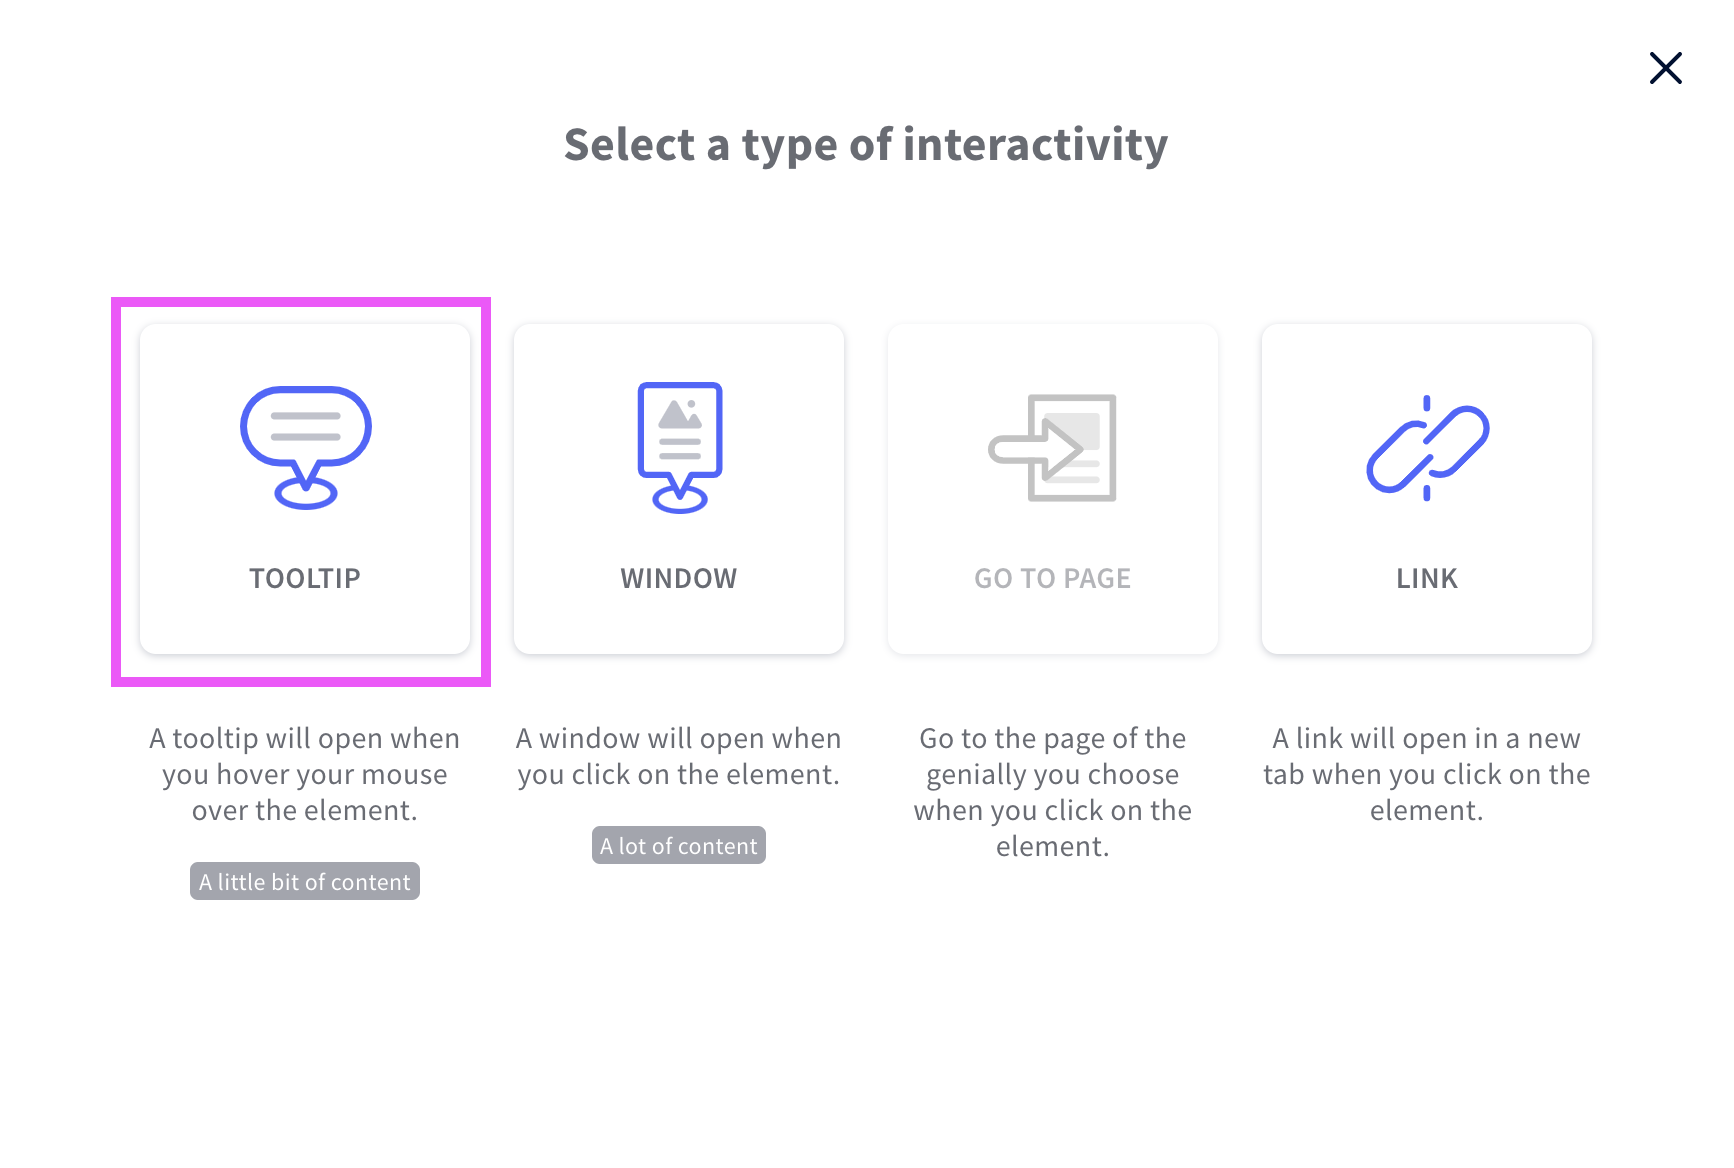 Select a type of interactivity
TOOLTIP
A tooltip will open when
you hover your mouse
over the element.
A little bit of content
WINDOW
A window will open when
you click on the element.
A lot of content
GO TO PAGE
Go to the page of the
genially you choose
when you click on the
element.
LINK
A link will open in a new
tab when you click on the
element.